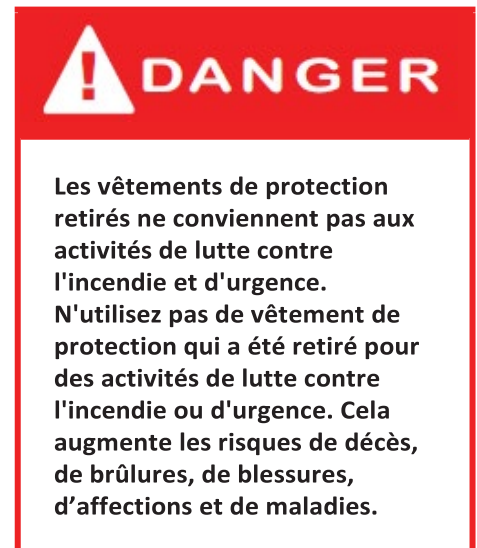 ! DANGER
Les vêtements de protection
retirés ne conviennent pas aux
activités de lutte contre
l'incendie et d'urgence.
N'utilisez pas de vêtement de
protection qui a été retiré pour
des activités de lutte contre
l'incendie ou d'urgence. Cela
augmente les risques de décès,
de brûlures, de blessures,
d’affections et de maladies.